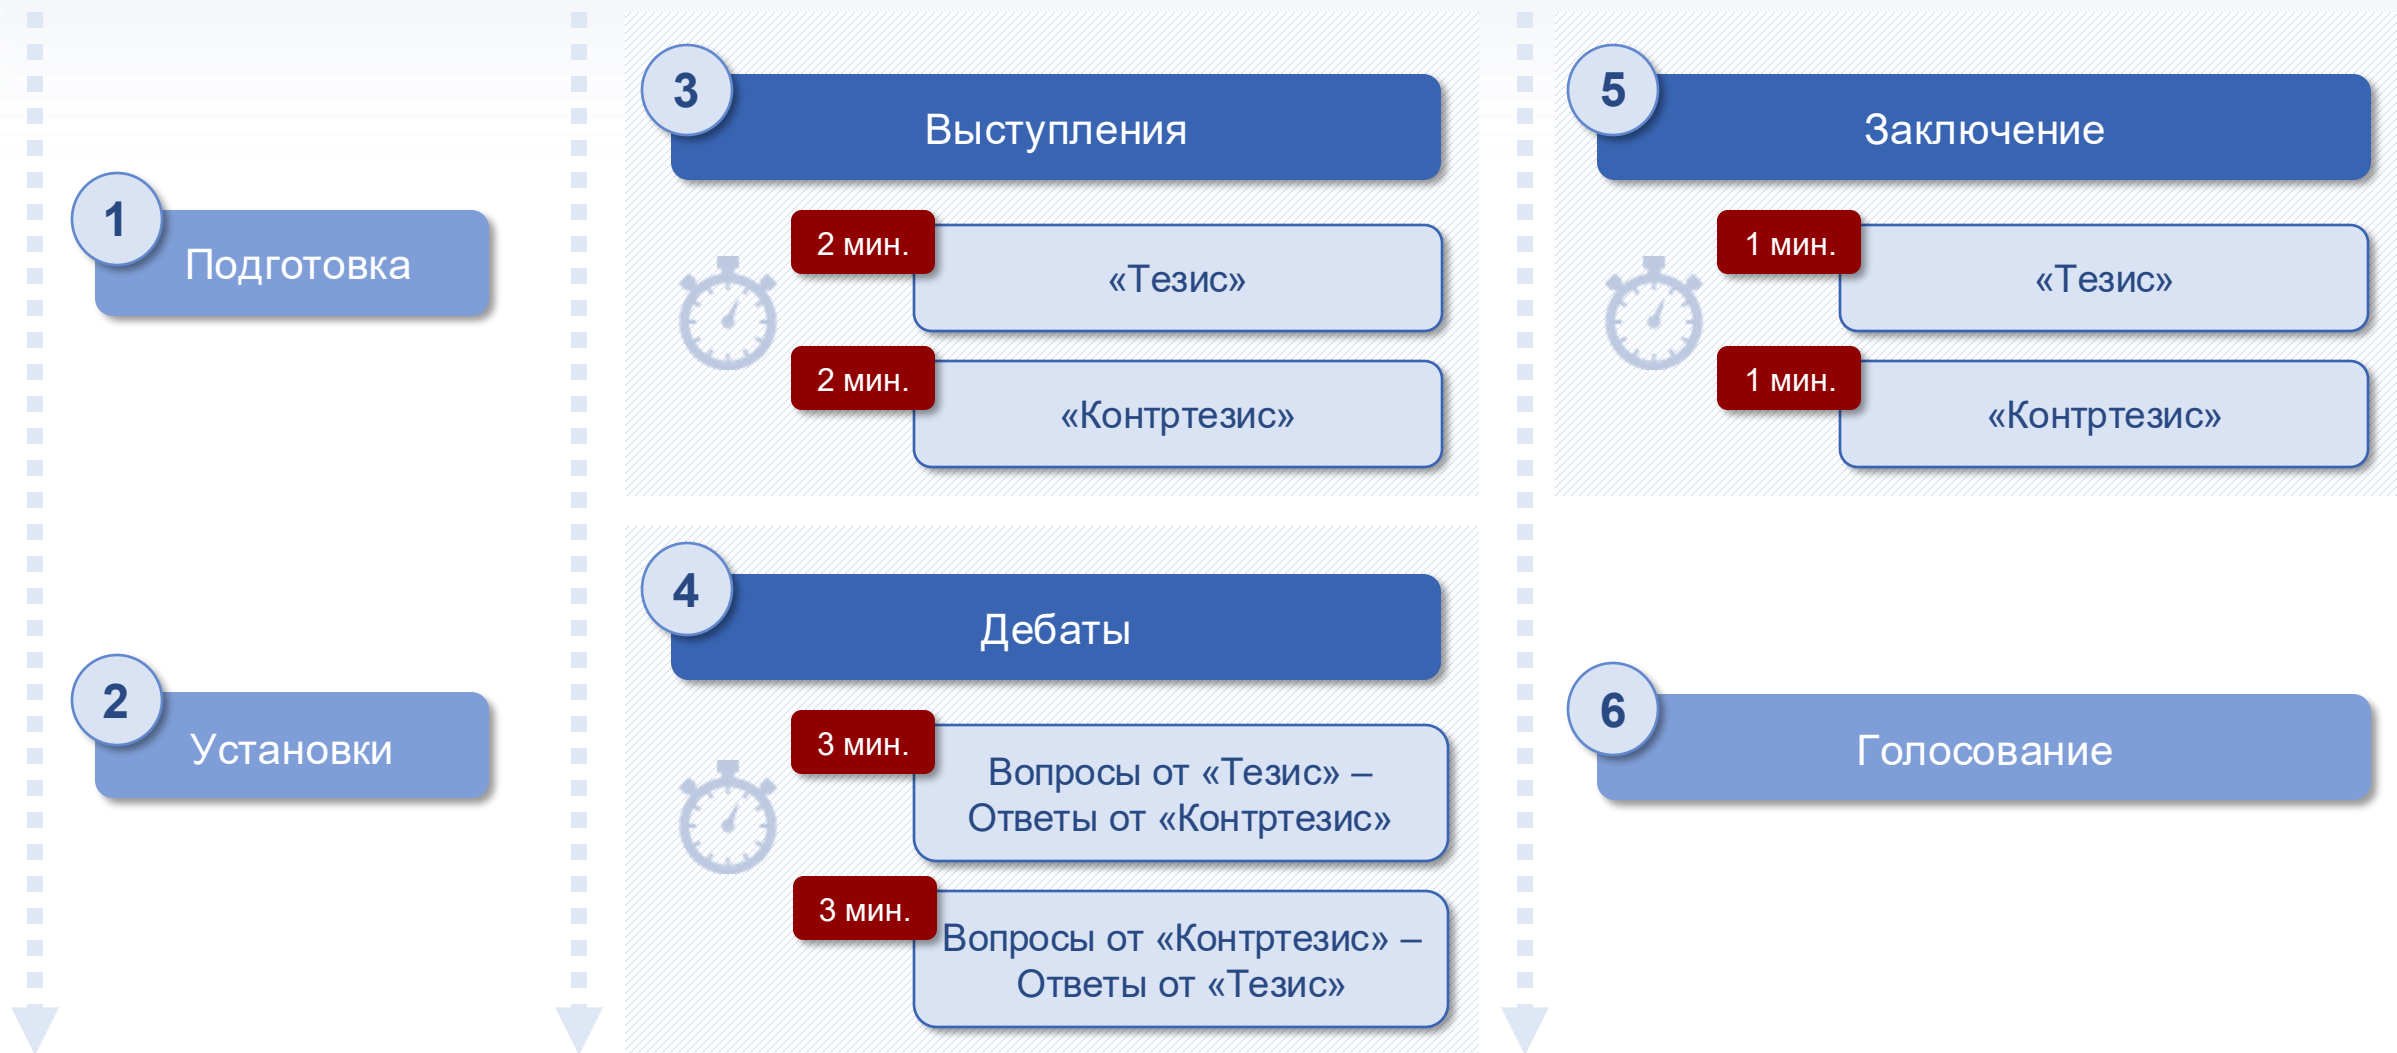 1
Подготовка
2
Установки
3
Выступления
2 мин.
«Тезис»
2 мин.
«Контртезис»
4
Дебаты
3 мин.
Вопросы от «Тезис» –
Ответы от «Контртезис»
3 мин.
Вопросы от «Контртезис» –
Ответы от «Тезис»
5
Заключение
1 мин.
«Тезис»
1 мин.
«Контртезис»
6
Голосование